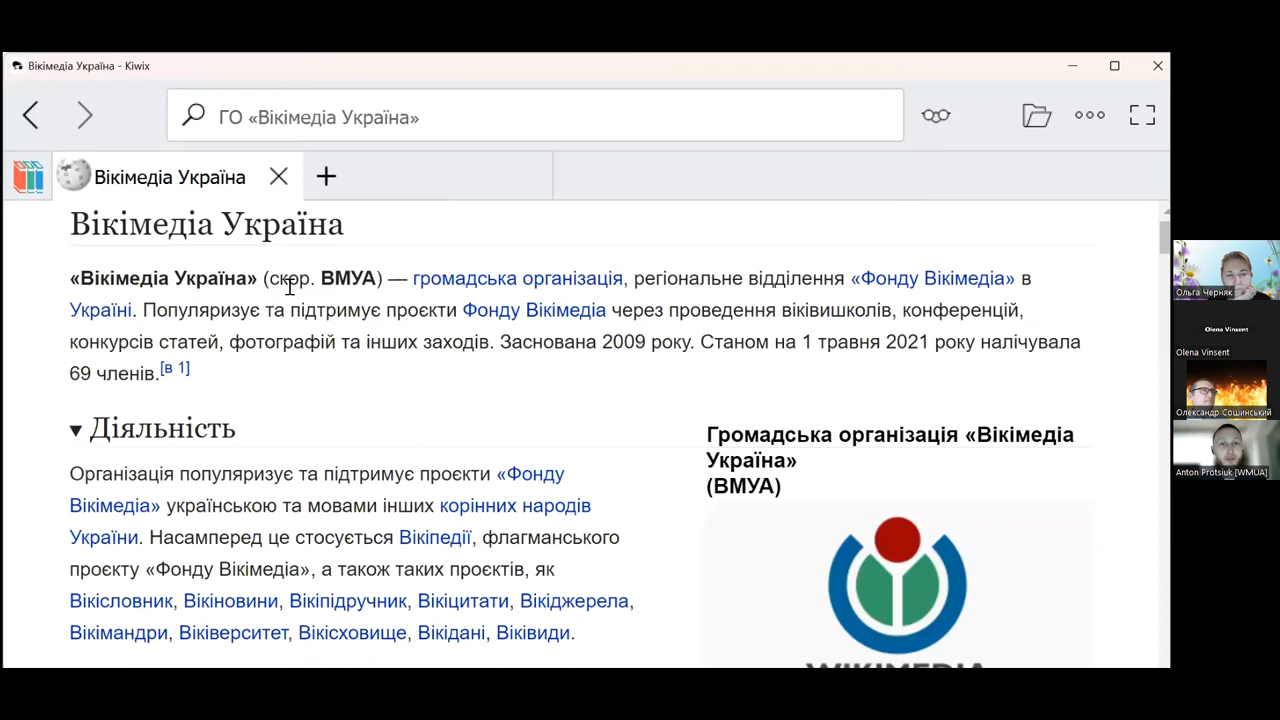 Вікімедіа Україна - Kiwix
ГО «Вікімедіа Україна»
Вікімедіа Україна
Вікімедіа Україна
«Вікімедіа Україна» (скор. ВМУА) — громадська організація, регіональне відділення «Фонду Вікімедіа» в
Україні. Популяризує та підтримує проєкти Фонду Вікімедіа через проведення віківишколів, конференцій,
конкурсів статей, фотографій та інших заходів. Заснована 2009 року. Станом на 1 травня 2021 року налічувала
69 членів.[в 1]
Діяльність
Організація популяризує та підтримує проєкти «Фонду
Вікімедіа» українською та мовами інших корінних народів
України. Насамперед це стосується Вікіпедії, флагманського
проєкту «Фонду Вікімедіа», а також таких проєктів, як
Вікісловник, Вікіновини, Вікіпідручник, Вікіцитати, Вікіджерела,
Вікімандри, Віківерситет, Вікісховище, Вікідані, Віківиди.
Громадська організація «Вікімедіа
Україна»
(ВМУА)
WIKIMEDIA
Ольга Черняк
Olena Vinsent
Olena Vinsent
Олександр Сошинський
Anton Protsiuk [WMUA]